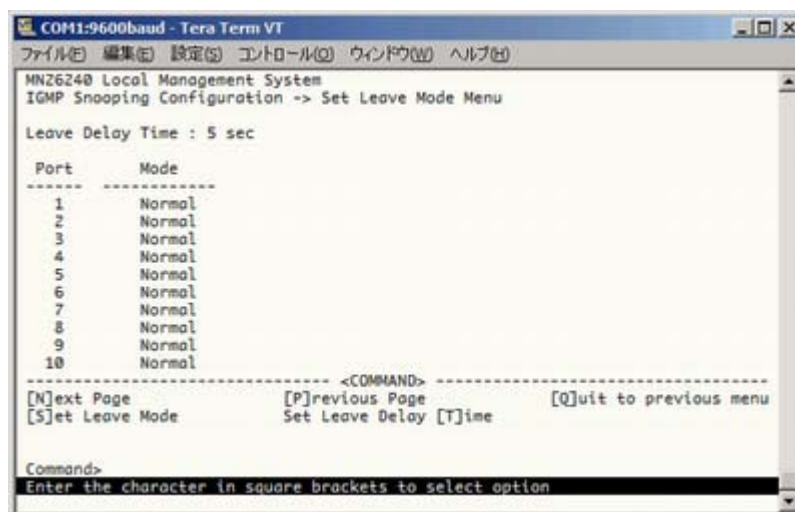 COM1:9600baud - Tera Term VT
ファイル(F) 編集(E) 設定(S) コントロール(O) ウィンドウ(W) ヘルプ(H)
MN26240 Local Management System
IGMP Snooping Configuration -> Set Leave Mode Menu
Leave Delay Time : 5 sec
Port Mode
------ -------------
1 Normal
2 Normal
3 Normal
4 Normal
5 Normal
6 Normal
7 Normal
8 Normal
9 Normal
10 Normal
----------------------------------- <COMMAND> -----------------------------------
[N]ext Page [P]revious Page [Q]uit to previous menu
[S]et Leave Mode Set Leave Delay [T]ime
Command>
Enter the character in square brackets to select option